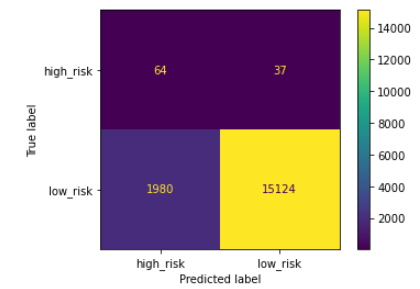 True label
high_risk
64
37
low_risk
1980
15124
high_risk
low_risk
Predicted label
14000
12000
10000
8000
6000
4000
2000